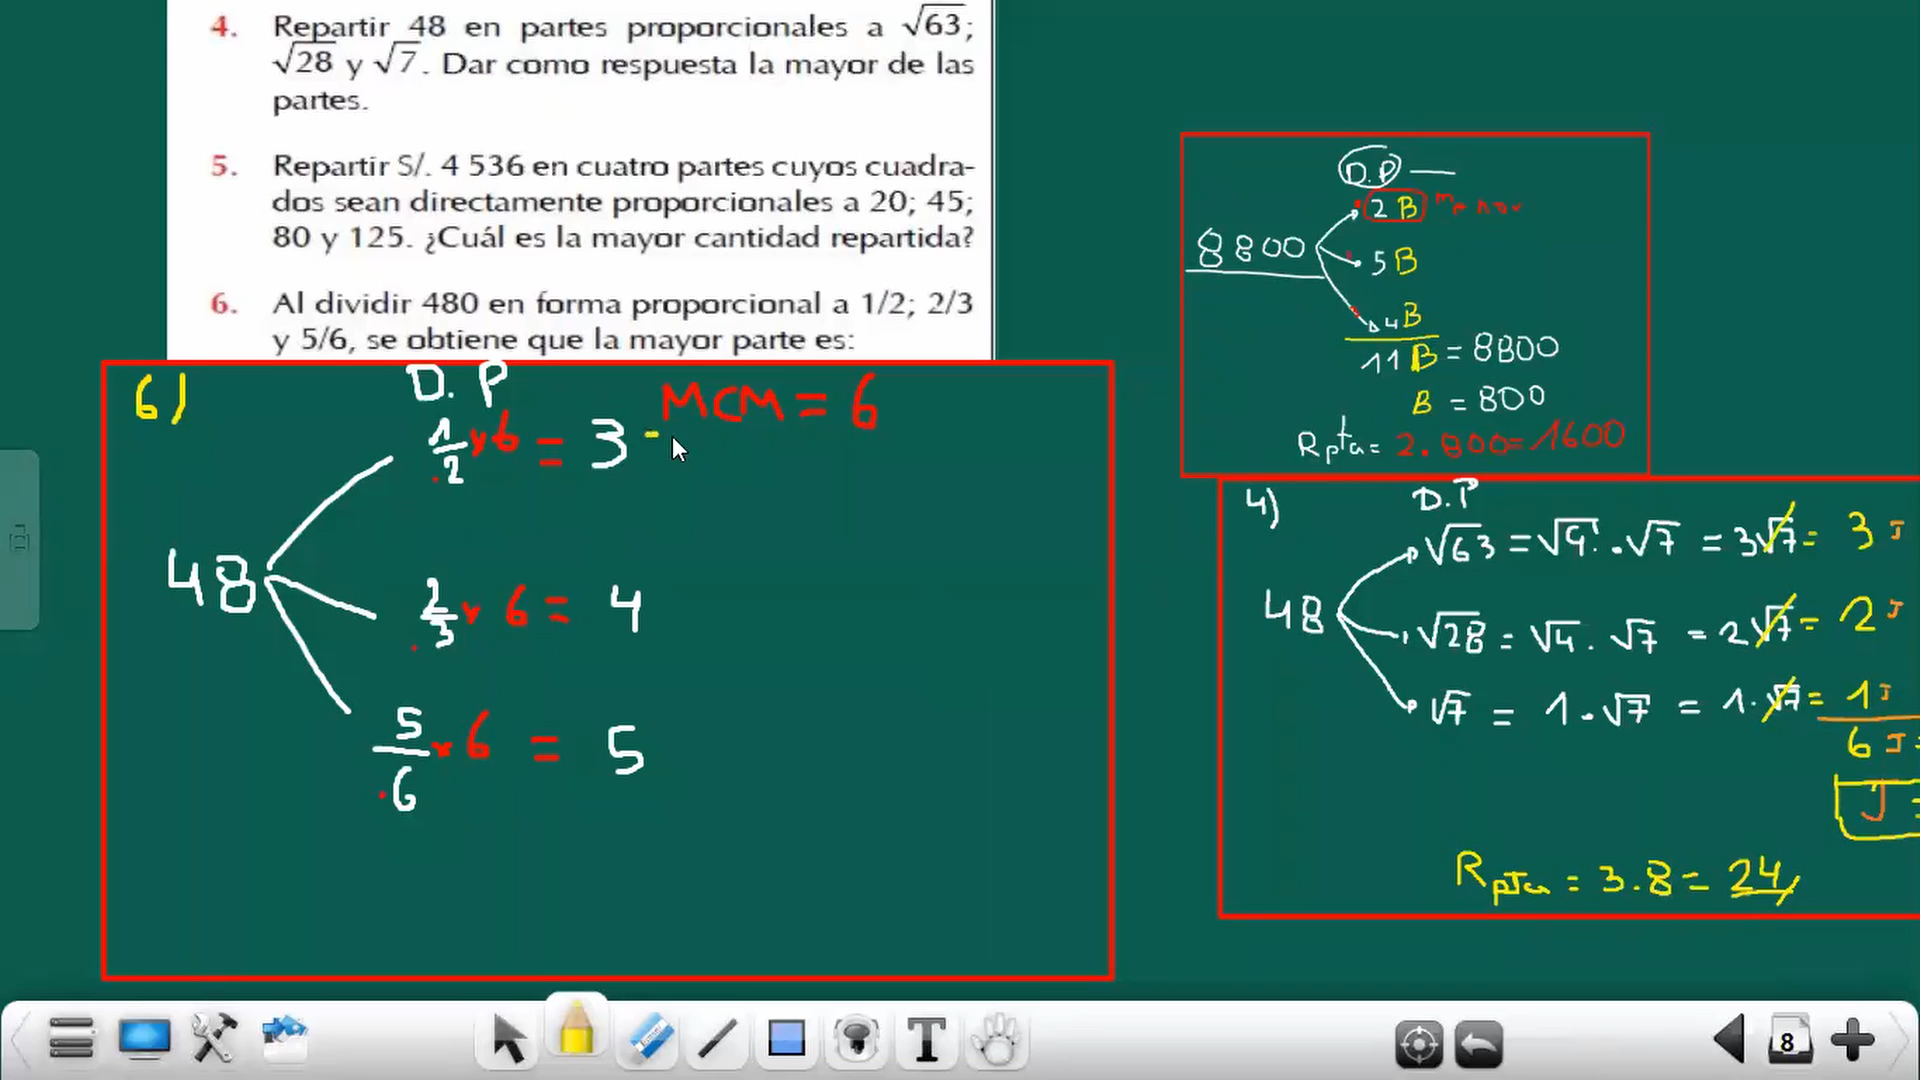 4. Repartir 48 en partes proporcionales a √63;
√28 y √7. Dar como respuesta la mayor de las
partes.
5. Repartir S/. 4 536 en cuatro partes cuyos cuadra-
dos sean directamente proporcionales a 20; 45;
80 y 125. ¿Cuál es la mayor cantidad repartida?
6. Al dividir 480 en forma proporcional a 1/2; 2/3
y 5/6, se obtiene que la mayor parte es:
6)
D.P
MCM = 6
1/2 x 6 = 3 -
48
2/3 x 6 = 4
5/6 x 6 = 5
D.P
2 B menor
8800
5 B
4 B
11 B = 8800
B = 800
Rpta = 2.800=1600
4)
D.P
√63 = √9 . √7 = 3√7 = 3 J
48
√28 = √4 . √7 = 2√7 = 2 J
√7 = 1 . √7 = 1.√7 = 1 J
6 J =
J =
Rpta = 3.8 = 24
T
8